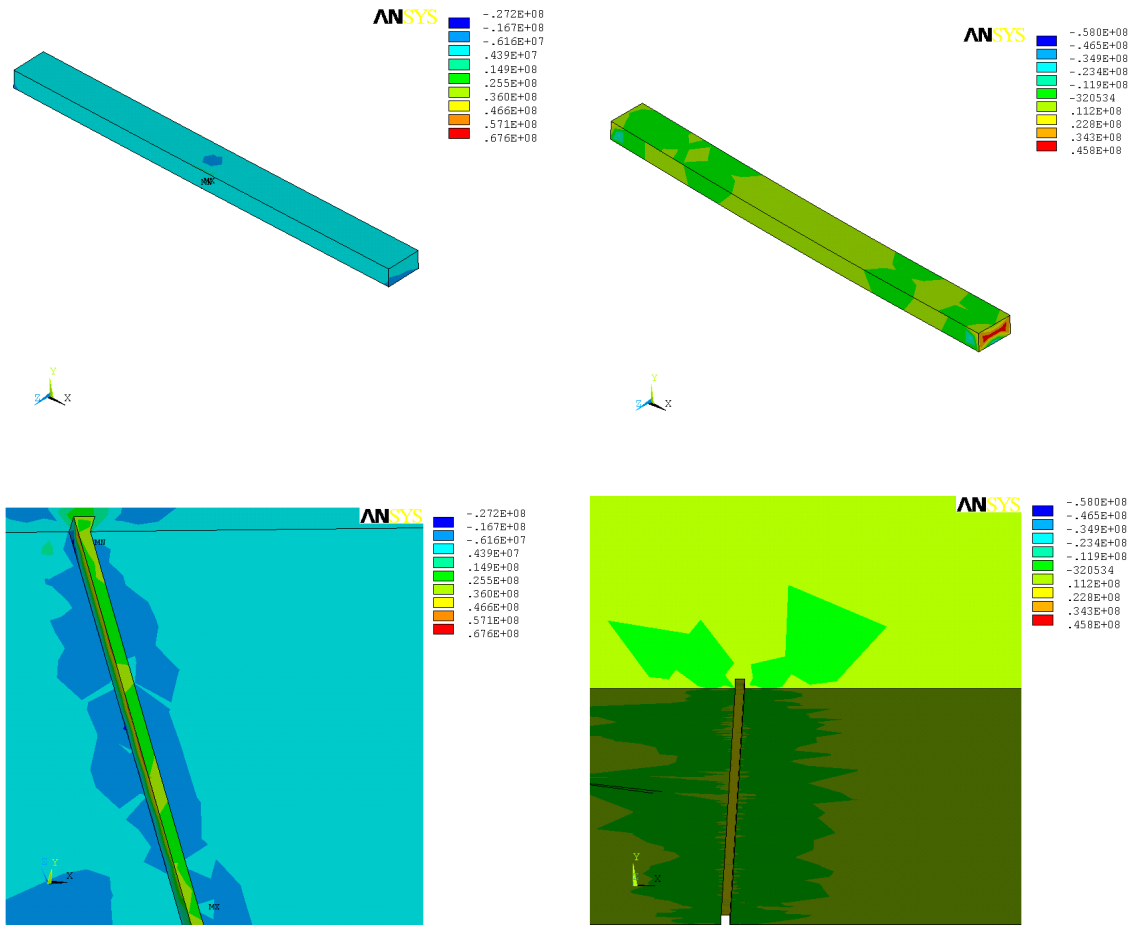 ANSYS
-.272E+08
-.167E+08
-.616E+07
.439E+07
.149E+08
.255E+08
.360E+08
.466E+08
.571E+08
.676E+08
Y
Z
X
ANSYS
-.580E+08
-.465E+08
-.349E+08
-.234E+08
-.119E+08
-320534
.112E+08
.228E+08
.343E+08
.458E+08
Y
Z
X
ANSYS
-.272E+08
-.167E+08
-.616E+07
.439E+07
.149E+08
.255E+08
.360E+08
.466E+08
.571E+08
.676E+08
MN
MX
Z Y
X
ANSYS
-.580E+08
-.465E+08
-.349E+08
-.234E+08
-.119E+08
-320534
.112E+08
.228E+08
.343E+08
.458E+08
Y
X